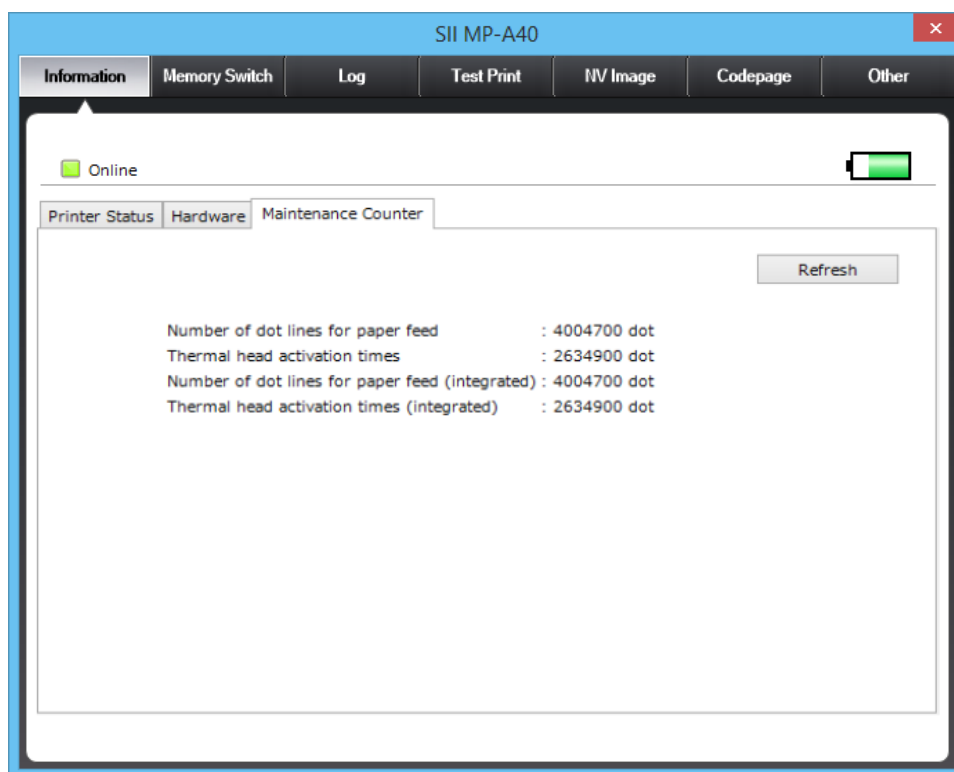 SII MP-A40
Information Memory Switch Log Test Print NV Image Codepage Other
Online
Printer Status Hardware Maintenance Counter
Refresh
Number of dot lines for paper feed : 4004700 dot
Thermal head activation times : 2634900 dot
Number of dot lines for paper feed (integrated) : 4004700 dot
Thermal head activation times (integrated) : 2634900 dot